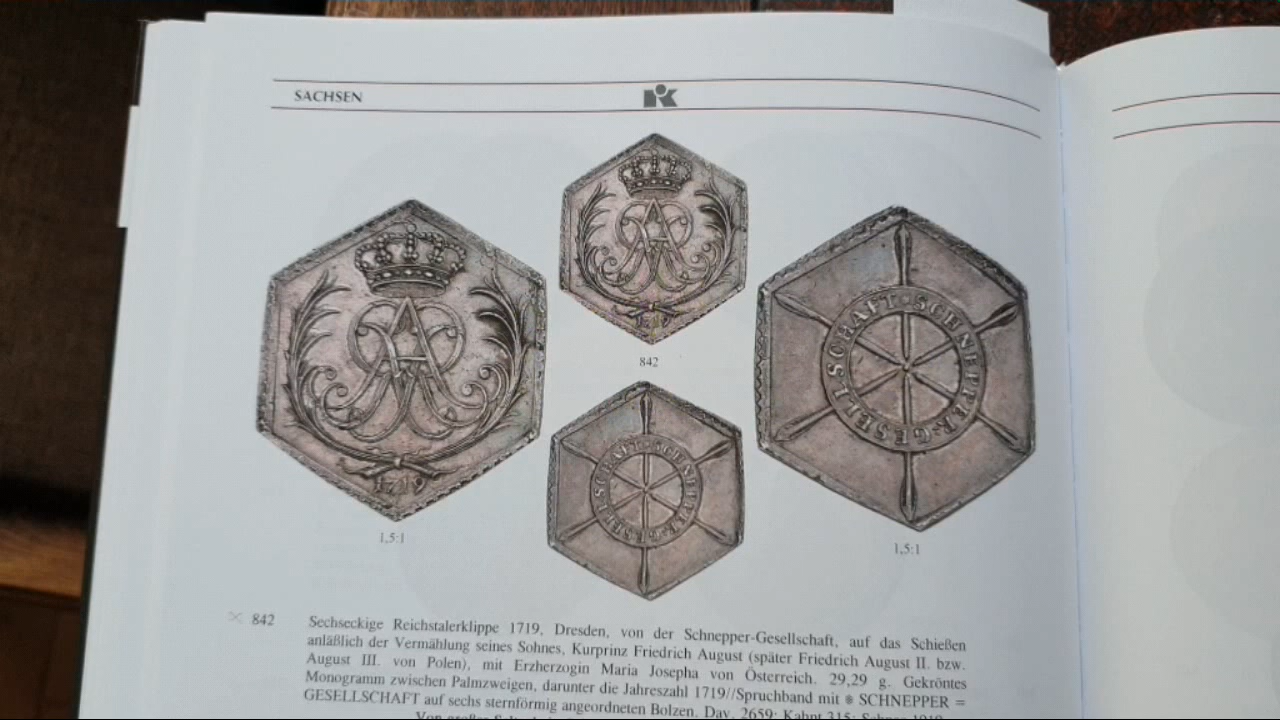 SACHSEN
842
1719
SCHNEPPER-GESELLSCHAFT
1,5:1
1,5:1
842 Sechseckige Reichstalerklippe 1719, Dresden, von der Schnepper-Gesellschaft, auf das Schießen
anläßlich der Vermählung seines Sohnes, Kurprinz Friedrich August (später Friedrich August II. bzw.
August III. von Polen), mit Erzherzogin Maria Josepha von Österreich. 29,29 g. Gekröntes
Monogramm zwischen Palmzweigen, darunter die Jahreszahl 1719//Spruchband mit ❀ SCHNEPPER =
GESELLSCHAFT auf sechs sternförmig angeordneten Bolzen. Dav. 2659; Kahnt 315;
Von großer